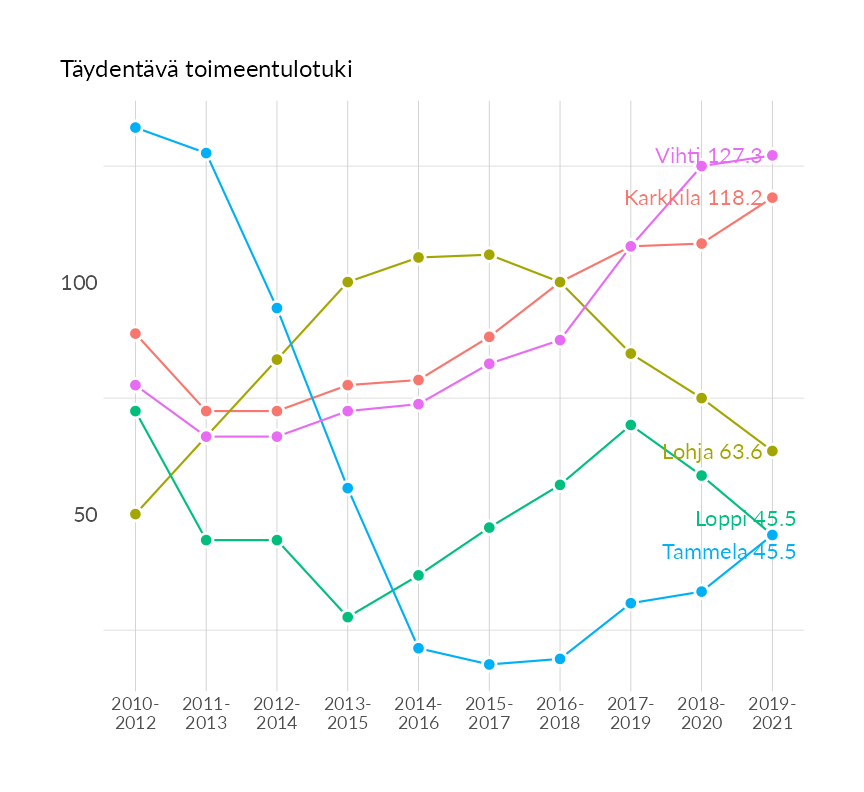 Täydentävä toimeentulotuki
Vihti 127.3
Karkkila 118.2
100
Lohja 63.6
50
Loppi 45.5
Tammela 45.5
2010- 2011- 2012- 2013- 2014- 2015- 2016- 2017- 2018- 2019-
2012 2013 2014 2015 2016 2017 2018 2019 2020 2021